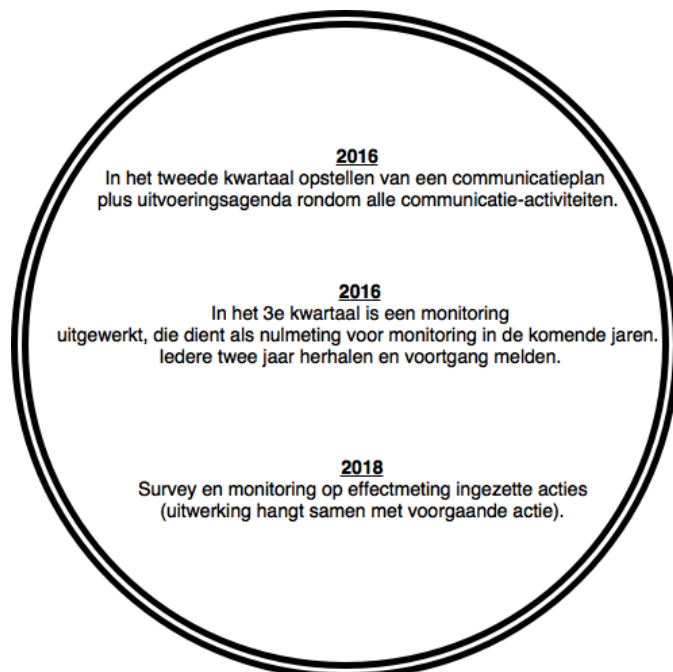 2016
In het tweede kwartaal opstellen van een communicatieplan
plus uitvoeringsagenda rondom alle communicatie-activiteiten.
2016
In het 3e kwartaal is een monitoring
uitgewerkt, die dient als nulmeting voor monitoring in de komende jaren.
Iedere twee jaar herhalen en voortgang melden.
2018
Survey en monitoring op effectmeting ingezette acties
(uitwerking hangt samen met voorgaande actie).